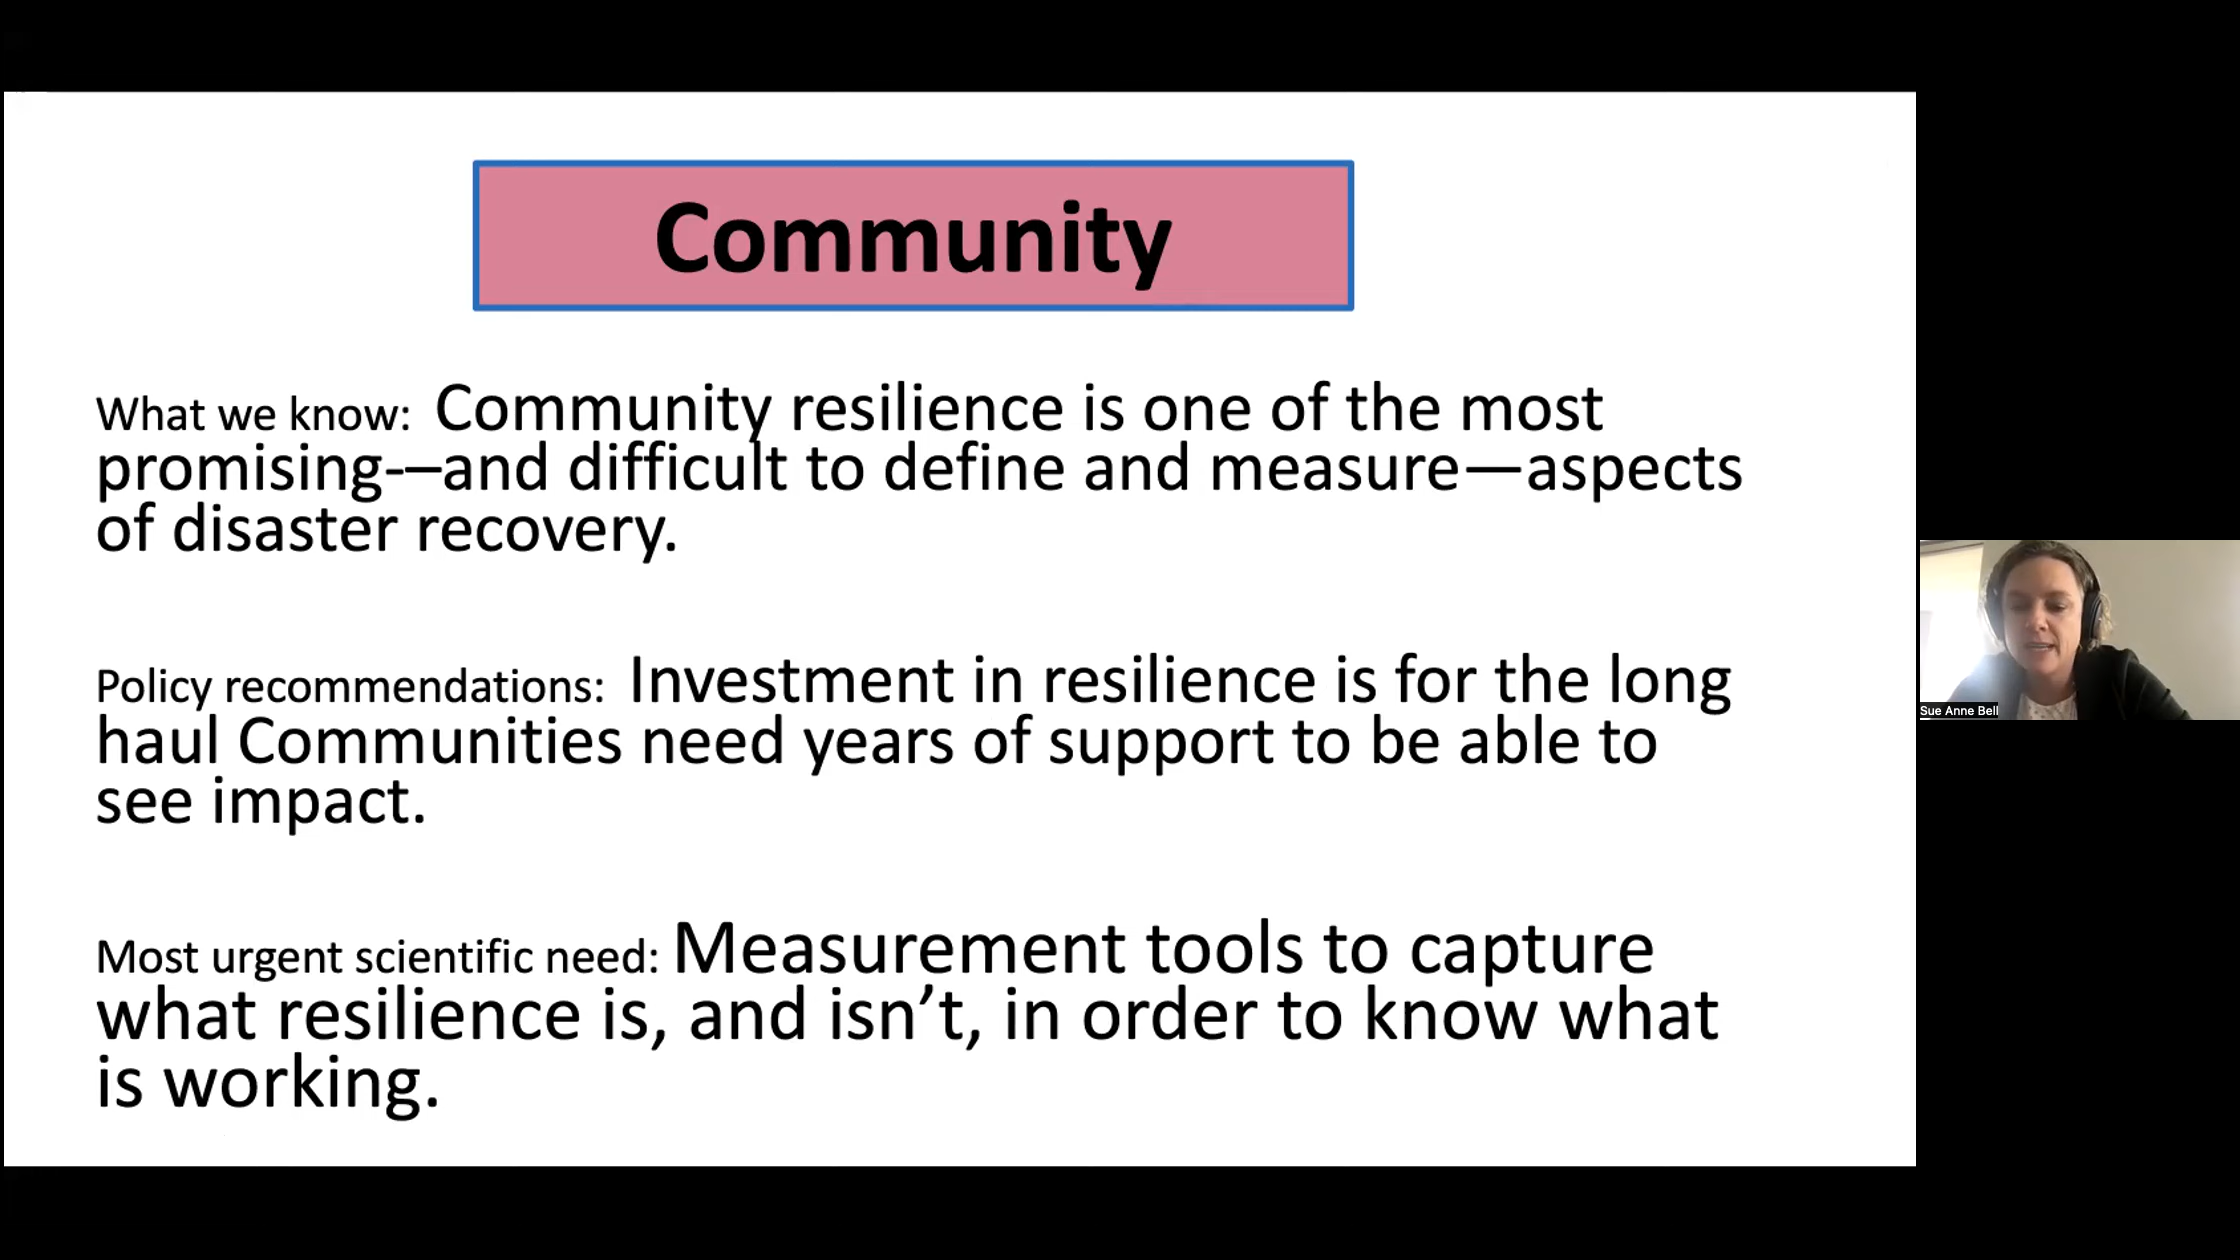 Community
What we know: Community resilience is one of the most
promising-–and difficult to define and measure—aspects
of disaster recovery.
Policy recommendations: Investment in resilience is for the long
haul Communities need years of support to be able to
see impact.
Most urgent scientific need: Measurement tools to capture
what resilience is, and isn’t, in order to know what
is working.
Sue Anne Bell